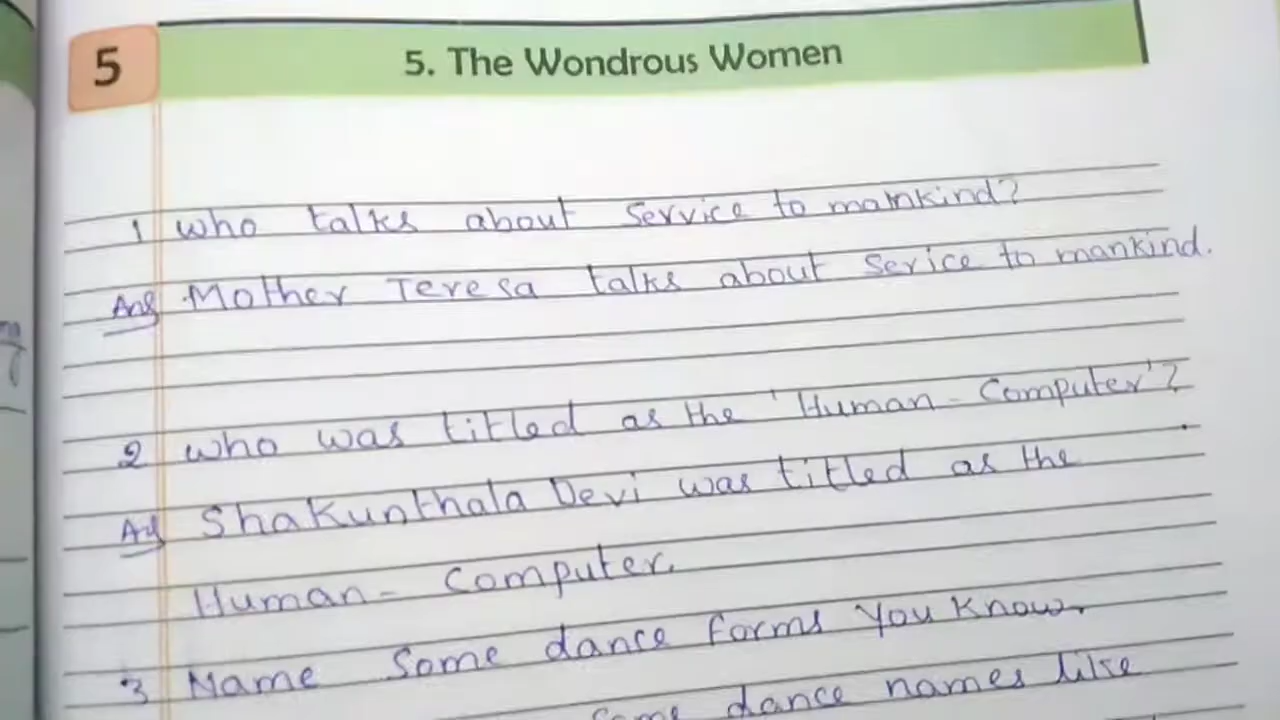 5
5. The Wondrous Women
1 who talks about Service to mankind?
Ans Mother Teresa talks about Serice to mankind.
2 who was titled as the 'Human - Computer'?
Ans Shakunthala Devi was titled as the
Human - Computer.
3 Name Some dance forms you know.
Some dance names like